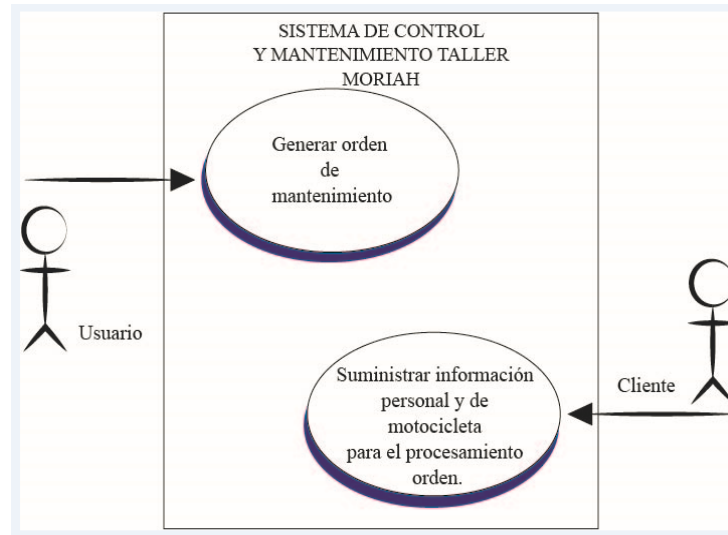 SISTEMA DE CONTROL
Y MANTENIMIENTO TALLER
MORIAH
Generar orden
de
mantenimiento
Usuario
Suministrar información
personal y de
motocicleta
para el procesamiento
orden.
Cliente